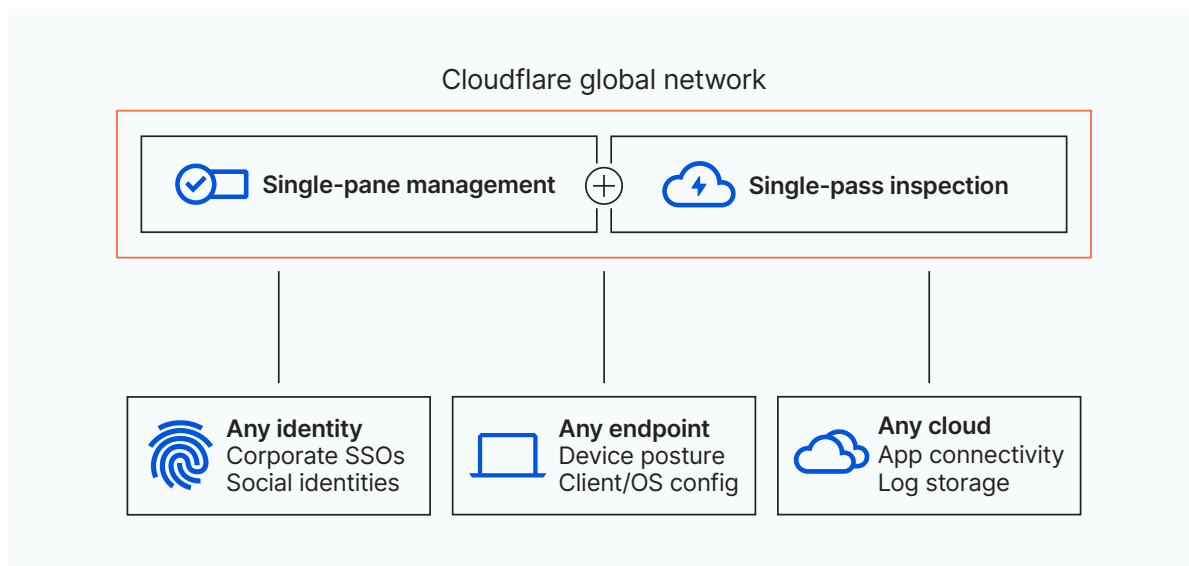 Cloudflare global network
Single-pane management
Single-pass inspection
Any identity
Corporate SSOs
Social identities
Any endpoint
Device posture
Client/OS config
Any cloud
App connectivity
Log storage